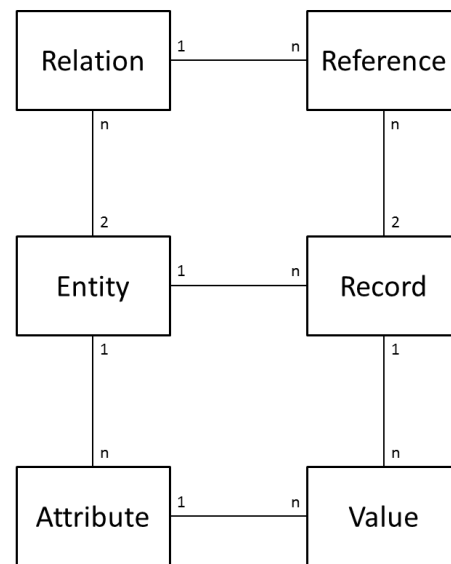 Relation 1 n Reference
n n
2 2
Entity 1 n Record
1 1
n n
Attribute 1 n Value